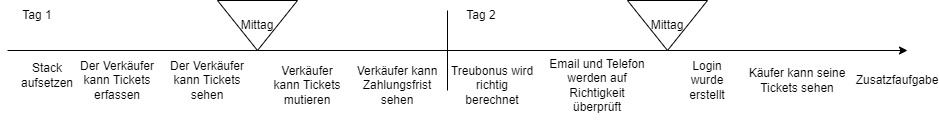 Tag 1
Mittag
Tag 2
Mittag
Stack
aufsetzen
Der Verkäufer
kann Tickets
erfassen
Der Verkäufer
kann Tickets
sehen
Verkäufer
kann Tickets
mutieren
Verkäufer kann
Zahlungsfrist
sehen
Treubonus wird
richtig
berechnet
Email und Telefon
werden auf
Richtigkeit
überprüft
Login
wurde
erstellt
Käufer kann seine
Tickets sehen
Zusatzaufgabe